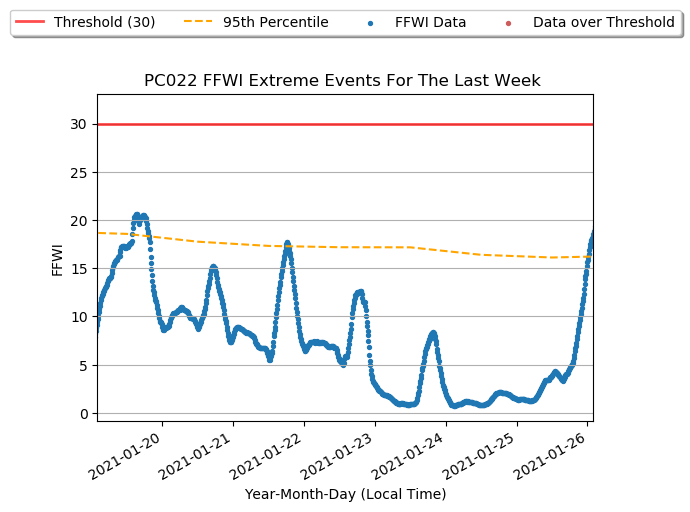 Threshold (30) 95th Percentile FFWI Data Data over Threshold
PC022 FFWI Extreme Events For The Last Week
30
25
20
15
10
5
0
FFWI
2021-01-20 2021-01-21 2021-01-22 2021-01-23 2021-01-24 2021-01-25 2021-01-26
Year-Month-Day (Local Time)